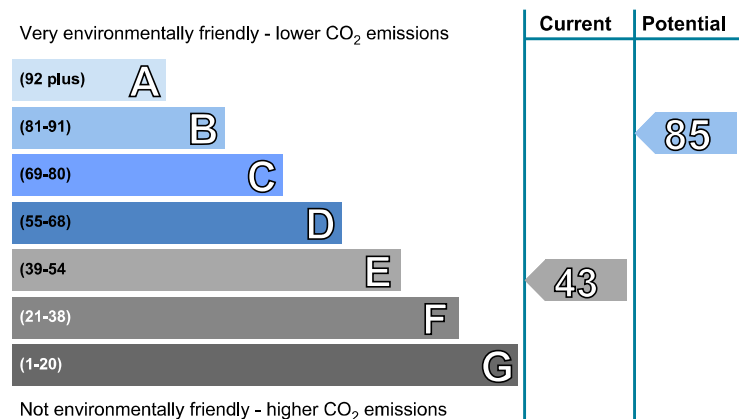 Very environmentally friendly - lower CO₂ emissions
Current
Potential
(92 plus) A
(81-91) B
85
(69-80) C
(55-68) D
(39-54 E
43
(21-38) F
(1-20) G
Not environmentally friendly - higher CO₂ emissions